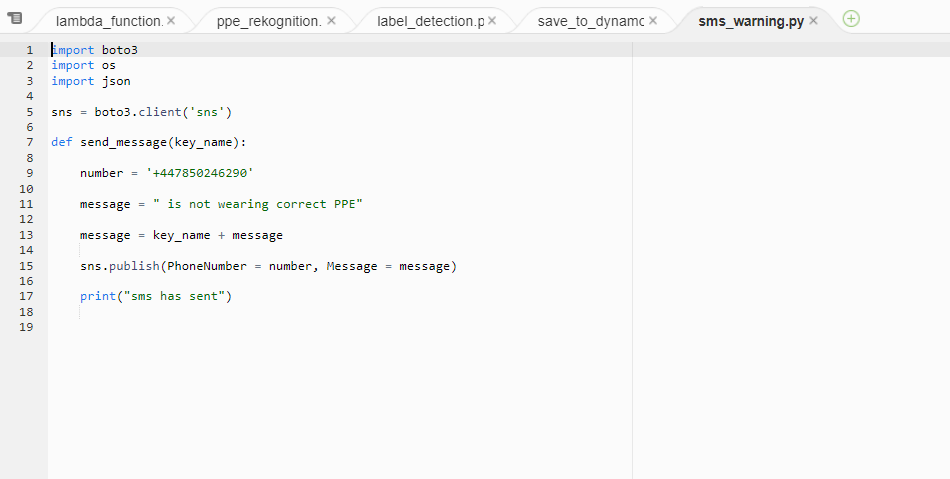 lambda_function. ppe_rekognition. label_detection.p save_to_dynamo sms_warning.py
1 import boto3
2 import os
3 import json
4
5 sns = boto3.client('sns')
6
7 def send_message(key_name):
8
9 number = '+447850246290'
10
11 message = " is not wearing correct PPE"
12
13 message = key_name + message
14
15 sns.publish(PhoneNumber = number, Message = message)
16
17 print("sms has sent")
18
19